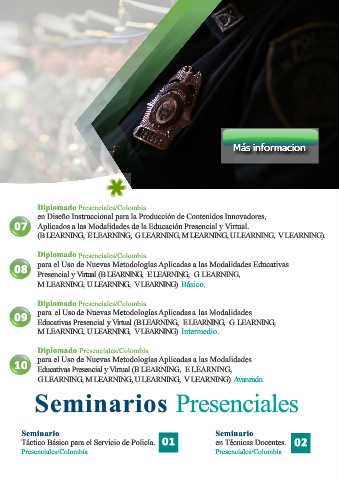 Más informacion
Diplomado Presenciales/Colombia
07
en Diseño Instruccional para la Producción de Contenidos Innovadores,
Aplicados a las Modalidades de la Educación Presencial y Virtual.
(B LEARNING, E LEARNING, G LEARNING, M LEARNING, U LEARNING, V LEARNING).
Diplomado Presenciales/Colombia
08
para el Uso de Nuevas Metodologías Aplicadas a las Modalidades Educativas
Presencial y Virtual (B LEARNING, E LEARNING, G LEARNING,
M LEARNING, U LEARNING, V LEARNING) Básico.
Diplomado Presenciales/Colombia
09
para el Uso de Nuevas Metodologías Aplicadas a las Modalidades
Educativas Presencial y Virtual (B LEARNING, E LEARNING, G LEARNING,
M LEARNING, U LEARNING, V LEARNING) Intermedio.
Diplomado Presenciales/Colombia
10
para el Uso de Nuevas Metodologías Aplicadas a las Modalidades
Educativas Presencial y Virtual (B LEARNING, E LEARNING,
G LEARNING, M LEARNING, U LEARNING, V LEARNING) Avanzado.
Seminarios Presenciales
Seminario
Táctico Básico para el Servicio de Policía.
Presenciales/Colombia
01
Seminario
en Técnicas Docentes.
Presenciales/Colombia
02